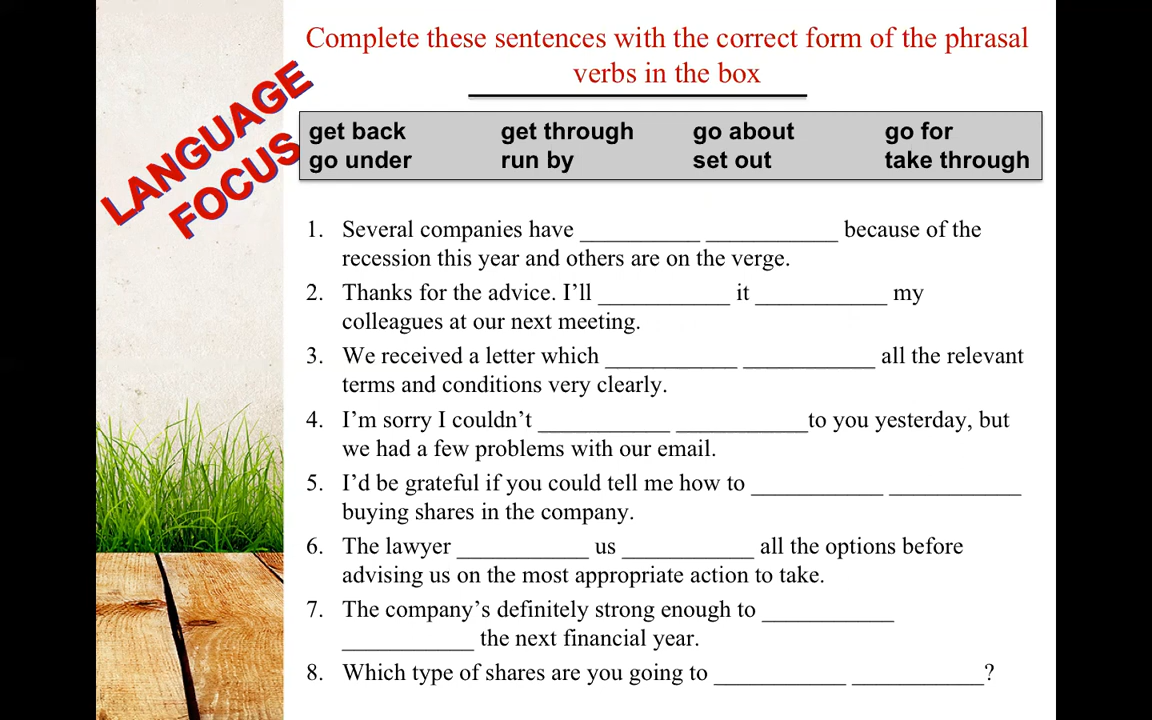 LANGUAGE
FOCUS
Complete these sentences with the correct form of the phrasal
verbs in the box
get back get through go about go for
go under run by set out take through
1. Several companies have __________ ___________ because of the
recession this year and others are on the verge.
2. Thanks for the advice. I’ll ___________ it ___________ my
colleagues at our next meeting.
3. We received a letter which ___________ ___________ all the relevant
terms and conditions very clearly.
4. I’m sorry I couldn’t ___________ ___________to you yesterday, but
we had a few problems with our email.
5. I’d be grateful if you could tell me how to ___________ ___________
buying shares in the company.
6. The lawyer ___________ us ___________ all the options before
advising us on the most appropriate action to take.
7. The company’s definitely strong enough to ___________
___________ the next financial year.
8. Which type of shares are you going to ___________ ___________?